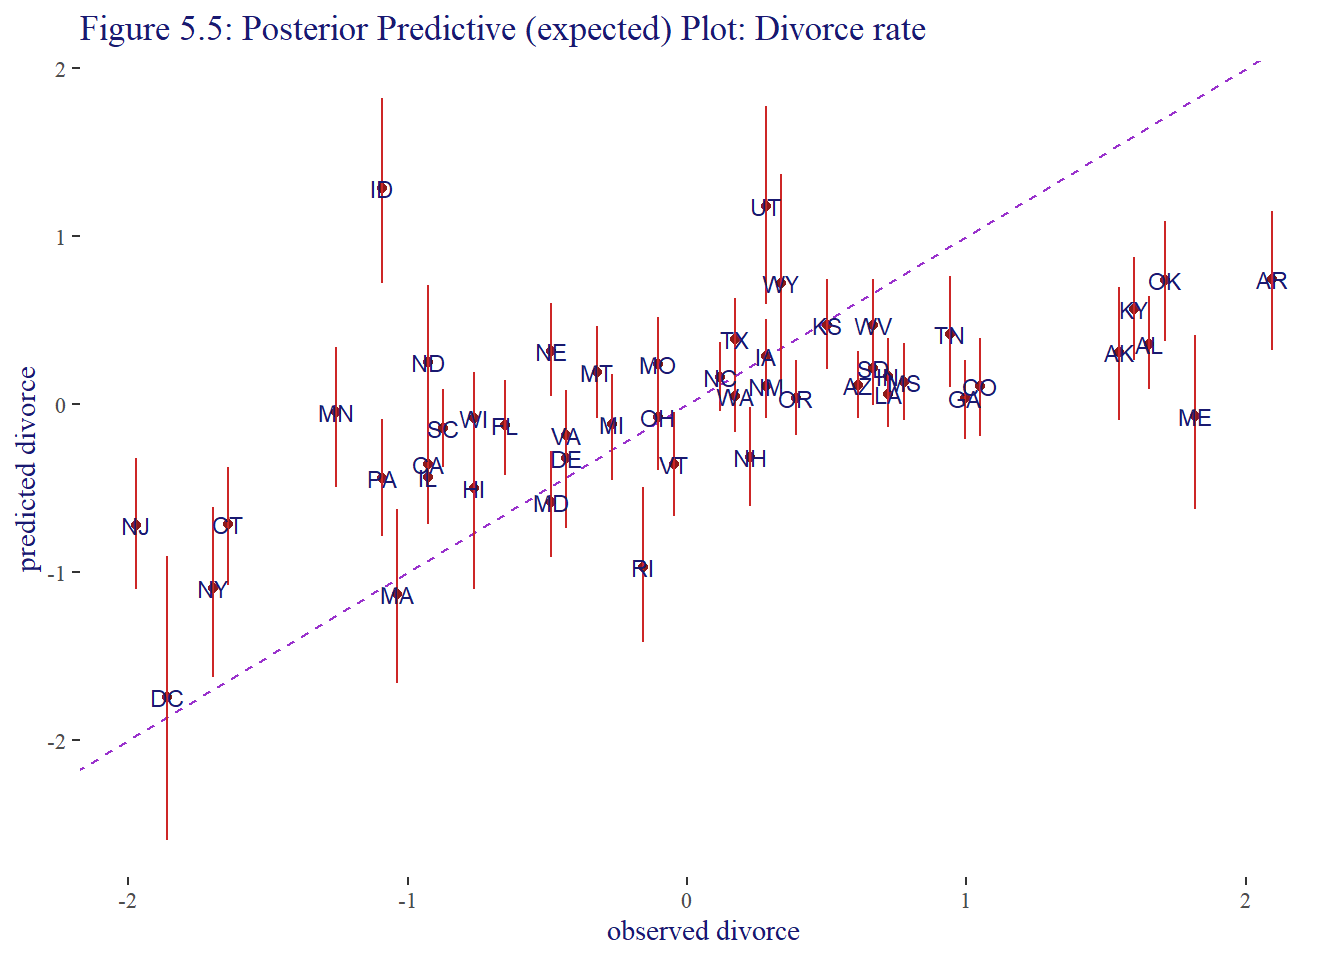 Figure 5.5: Posterior Predictive (expected) Plot: Divorce rate
2
1
0
-1
-2
predicted divorce
ID
UT
WY
OK
AR
KY
KS
WV
TN
TX
NE
AK
AL
ND
MO
IA
MT
SD
NC
IN
MS
NM
AZ
CO
WA
OR
LA
GA
MN
WI
OH
ME
SC
FL
MI
VA
NH
DE
CA
VT
PA
IL
HI
MD
NJ
CT
RI
NY
MA
DC
-2
-1
0
1
2
observed divorce